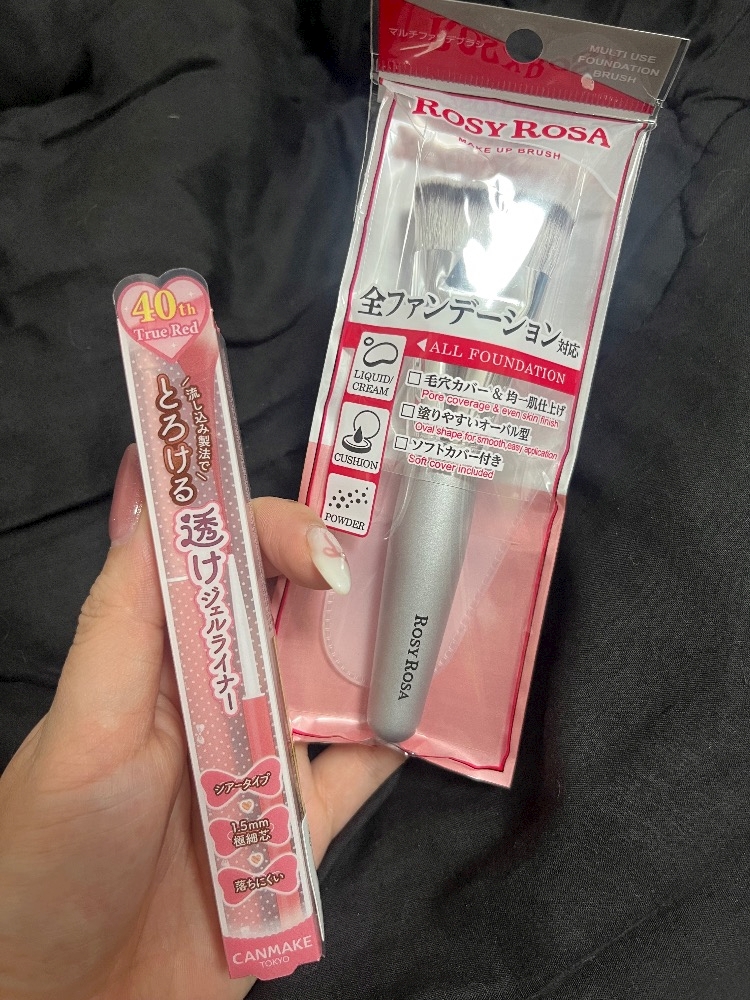 40th
True Red
流し込み製法で
とろける
透け
ジェルライナー
シアータイプ
1.5mm
極細芯
落ちにくい
CANMAKE
TOKYO
マルチファンデブラシ
MULTI USE
FOUNDATION
BRUSH
ROSY ROSA
MAKE UP BRUSH
全ファンデーション対応
ALL FOUNDATION
LIQUID/
CREAM
CUSHION
POWDER
毛穴カバー & 均一肌仕上げ
Pore coverage & even skin finish
塗りやすいオーバル型
Oval shape for smooth,easy application
ソフトカバー付き
Soft cover included
ROSY ROSA